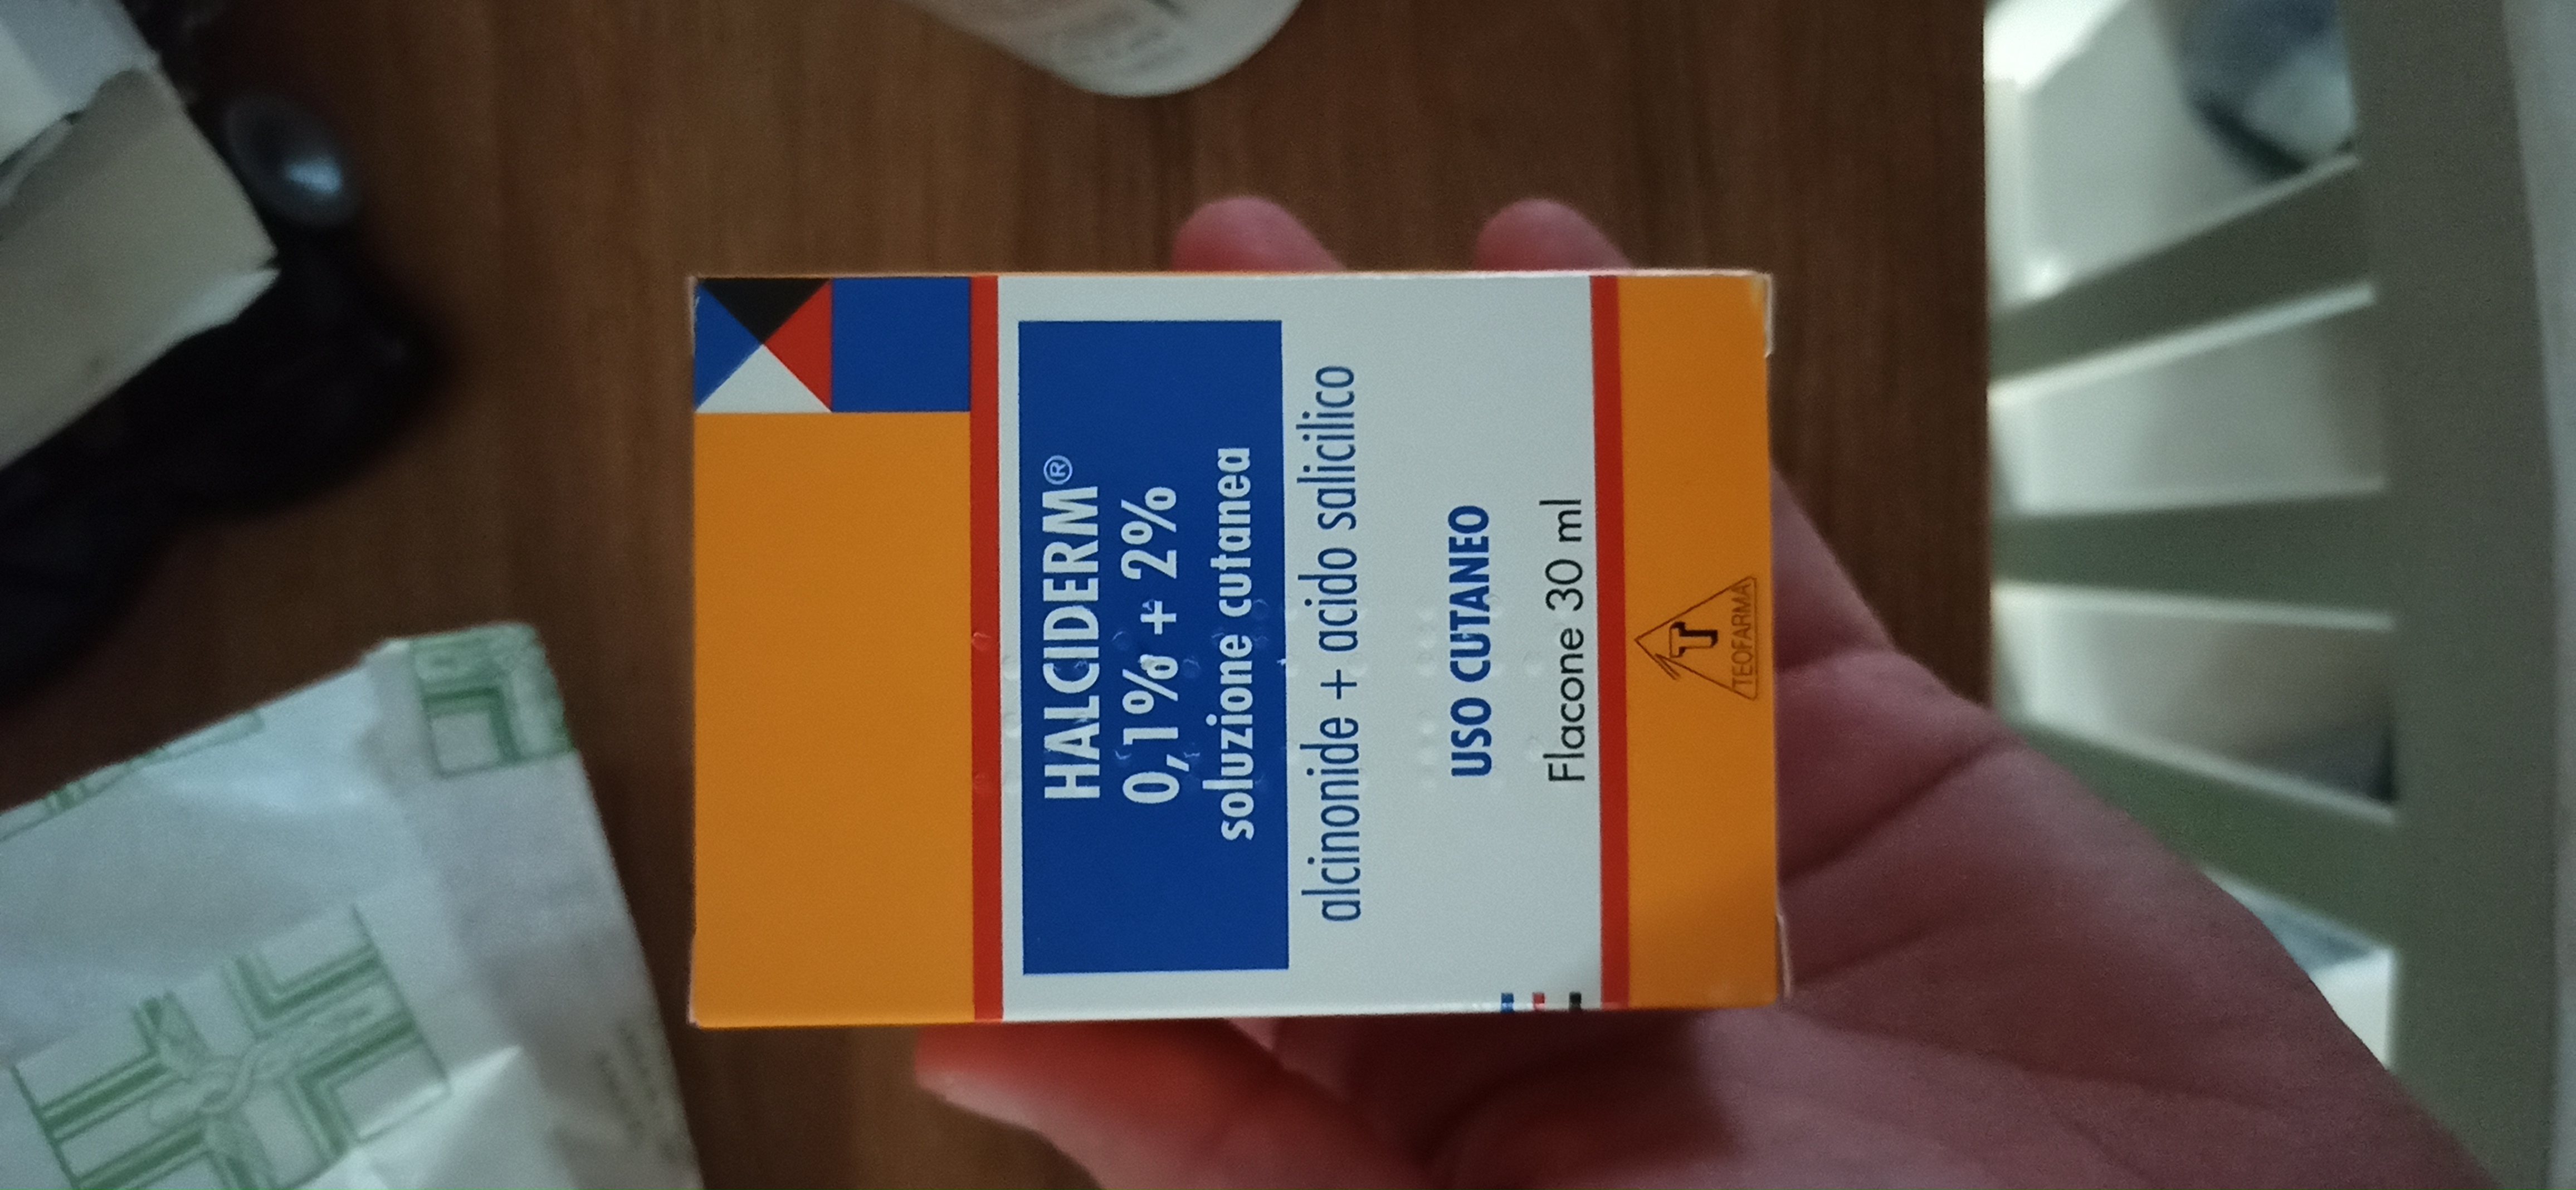 HALCIDERM®
0,1% + 2%
soluzione cutanea
alcinonide + acido salicilico
USO CUTANEO
Flacone 30 ml
T
TEOFARMA